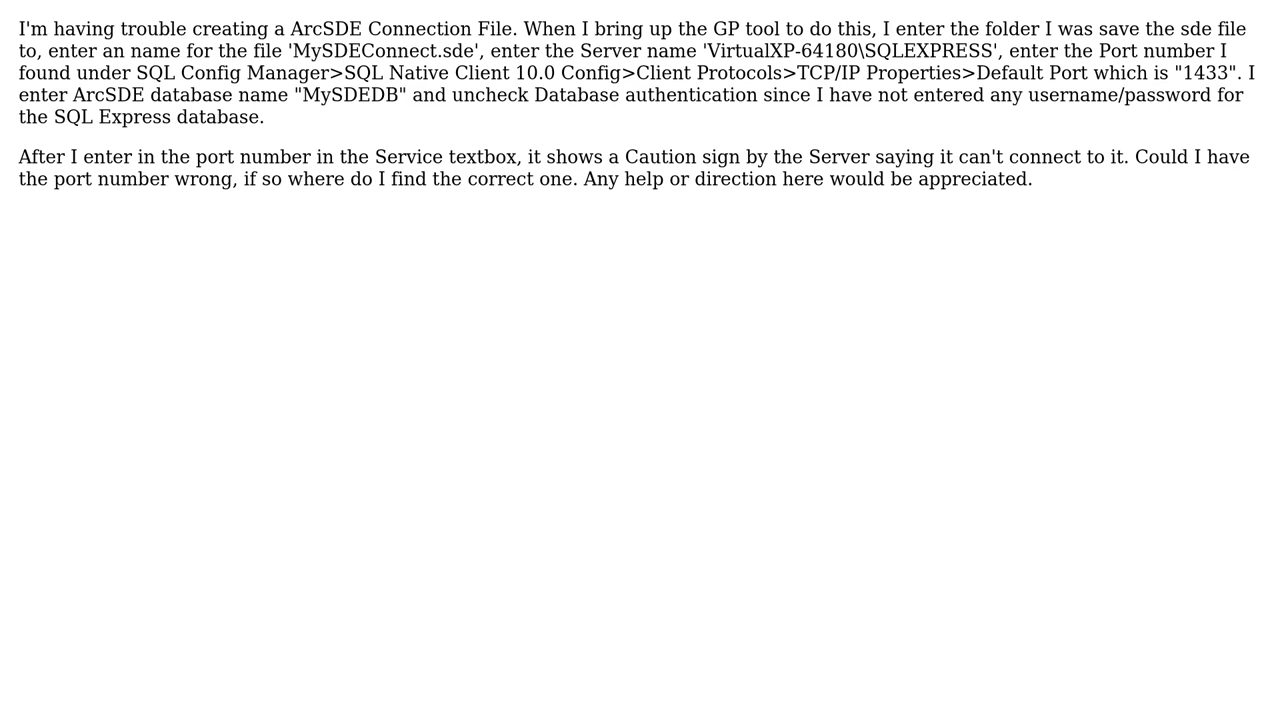 I'm having trouble creating a ArcSDE Connection File. When I bring up the GP tool to do this, I enter the folder I was save the sde file
to, enter an name for the file 'MySDEConnect.sde', enter the Server name 'VirtualXP-64180\SQLEXPRESS', enter the Port number I
found under SQL Config Manager>SQL Native Client 10.0 Config>Client Protocols>TCP/IP Properties>Default Port which is "1433". I
enter ArcSDE database name "MySDEDB" and uncheck Database authentication since I have not entered any username/password for
the SQL Express database.
After I enter in the port number in the Service textbox, it shows a Caution sign by the Server saying it can't connect to it. Could I have
the port number wrong, if so where do I find the correct one. Any help or direction here would be appreciated.